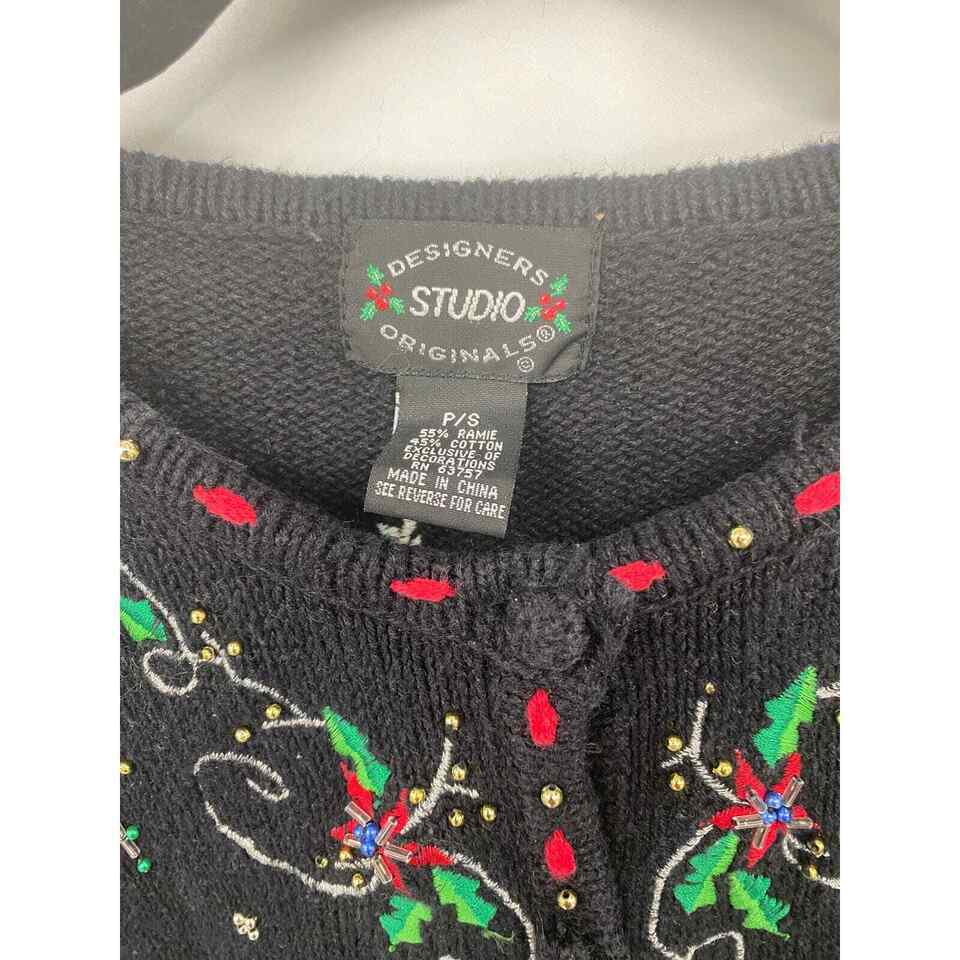 DESIGNERS
STUDIO
ORIGINALS®
©
P/S
55% RAMIE
45% COTTON
EXCLUSIVE OF
DECORATIONS
RN 63757
MADE IN CHINA
SEE REVERSE FOR CARE